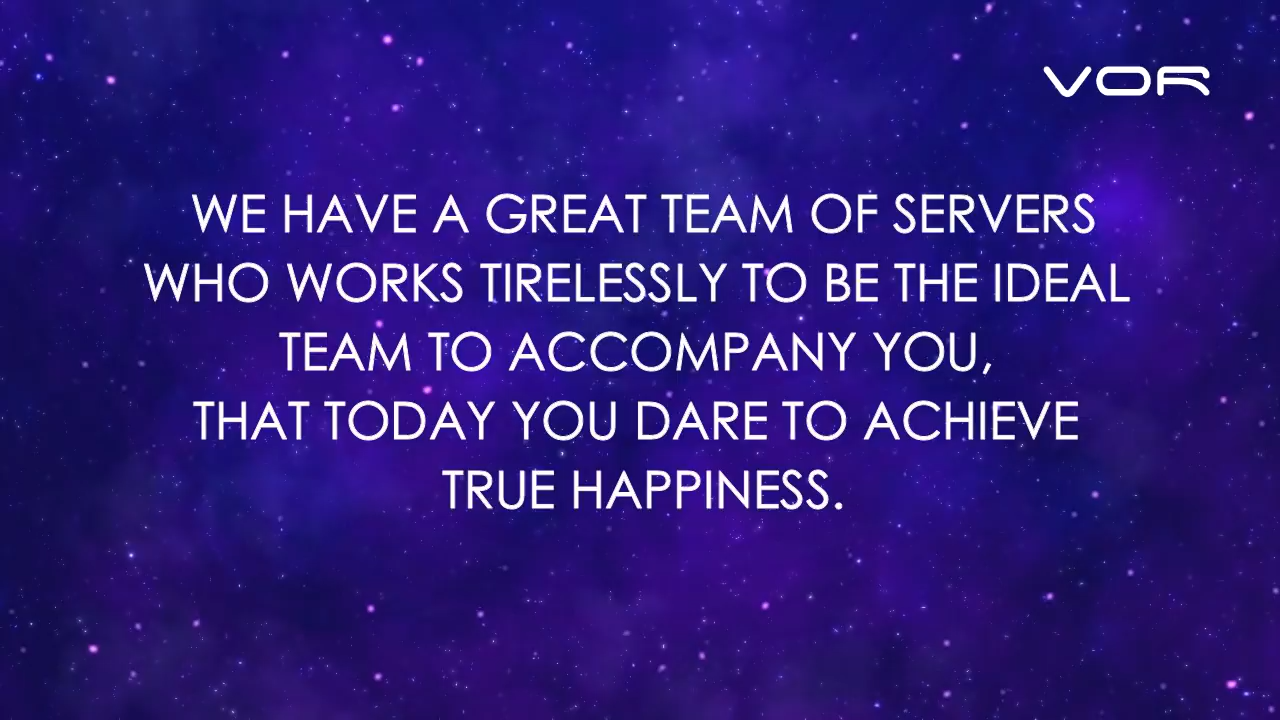 VOR
WE HAVE A GREAT TEAM OF SERVERS
WHO WORKS TIRELESSLY TO BE THE IDEAL
TEAM TO ACCOMPANY YOU,
THAT TODAY YOU DARE TO ACHIEVE
TRUE HAPPINESS.